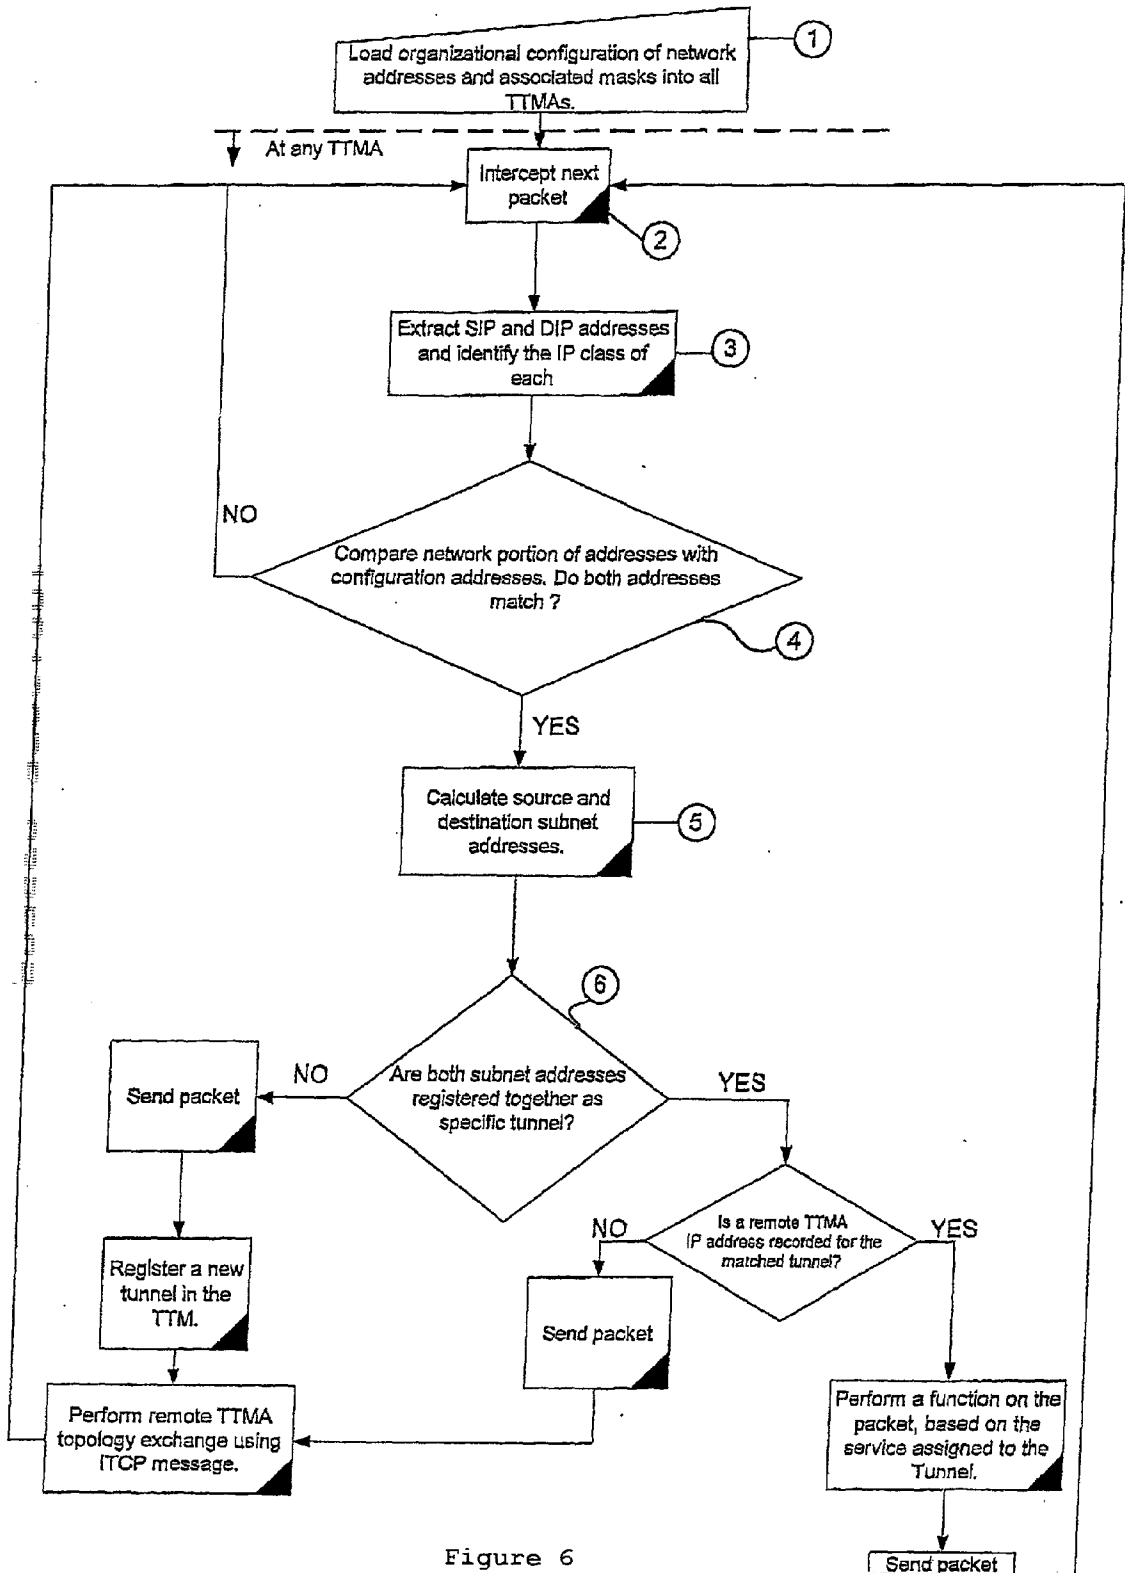 1
Load organizational configuration of network
addresses and associated masks into all
TTMAs.
At any TTMA
Intercept next
packet
2
Extract SIP and DIP addresses
and identify the IP class of
each
3
NO
Compare network portion of addresses with
configuration addresses. Do both addresses
match ?
4
YES
Calculate source and
destination subnet
addresses.
5
6
Are both subnet addresses
registered together as
specific tunnel?
NO
YES
Send packet
Is a remote TTMA
IP address recorded for the
matched tunnel?
NO
YES
Register a new
tunnel in the
TTM.
Send packet
Perform remote TTMA
topology exchange using
ITCP message.
Perform a function on the
packet, based on the
service assigned to the
Tunnel.
Send packet
Figure 6